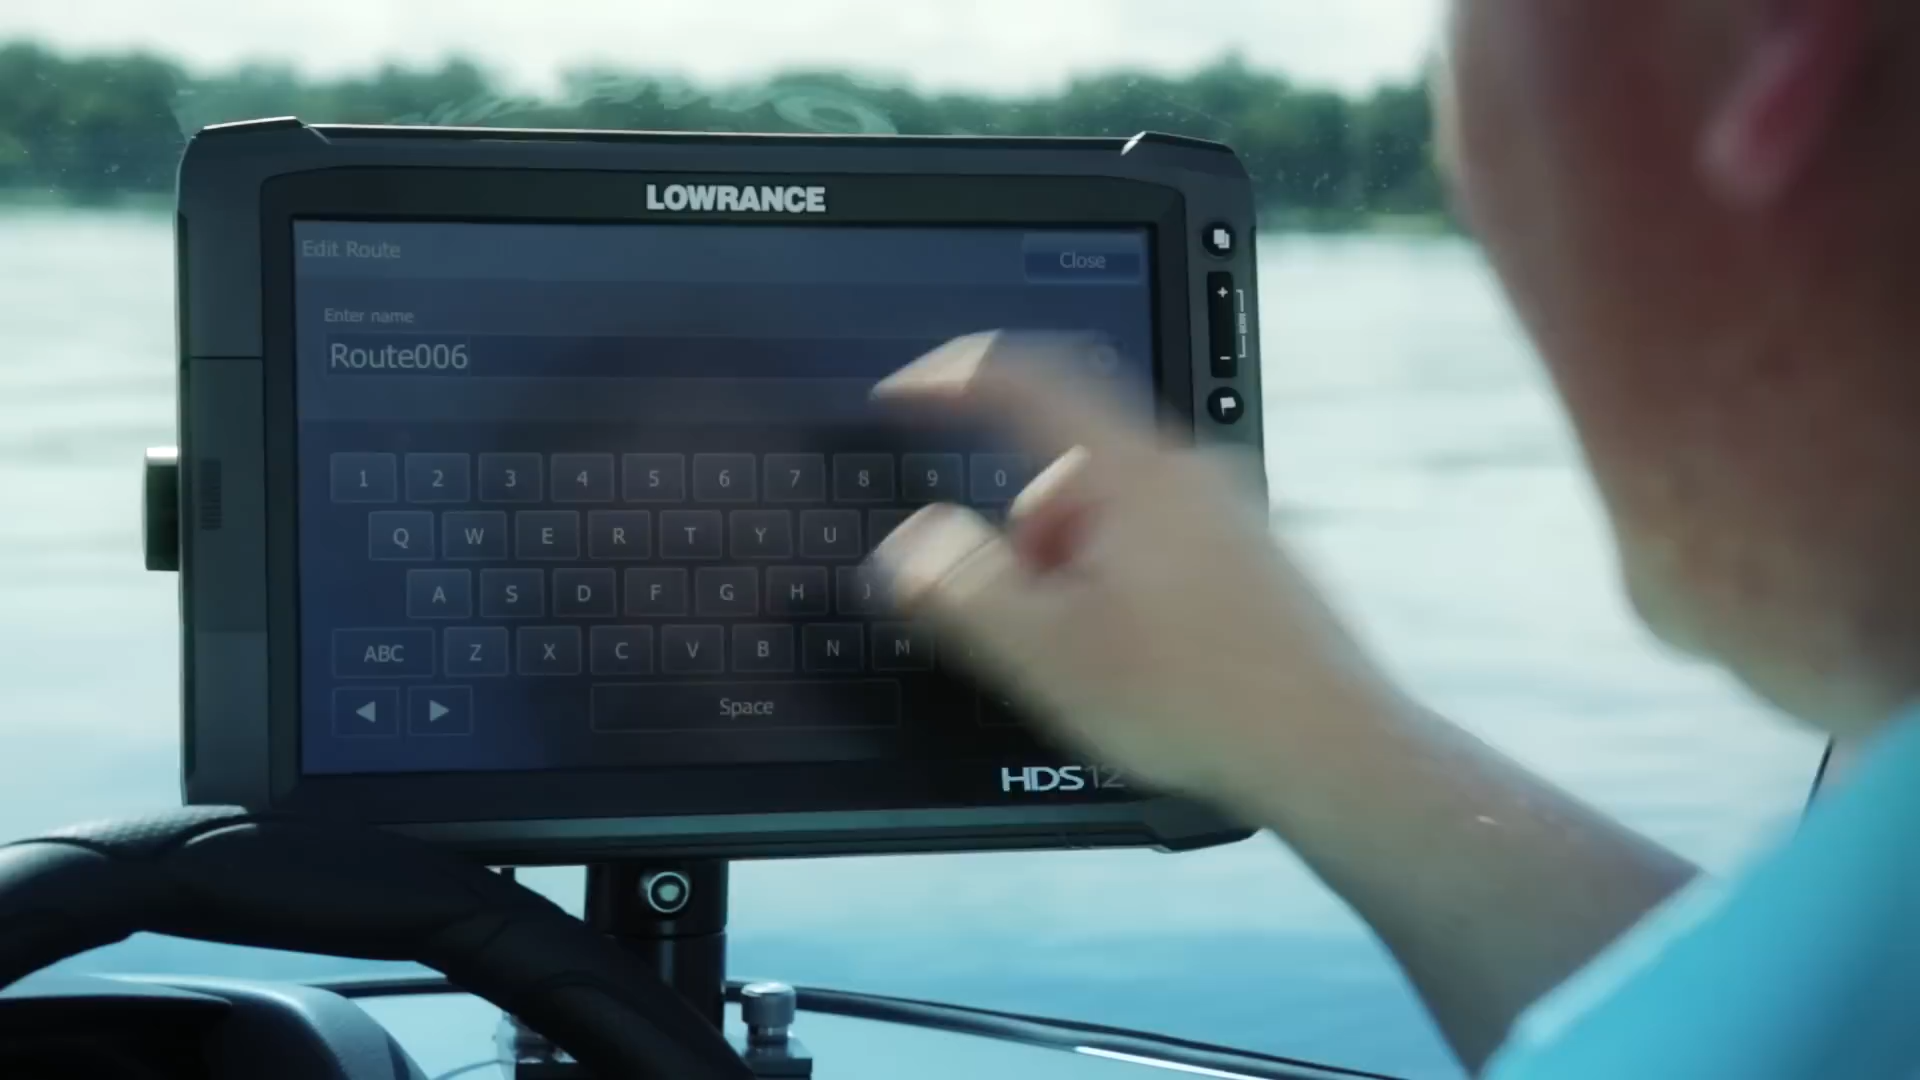 LOWRANCE
Edit Route
Close
Enter name
Route006
1 2 3 4 5 6 7 8 9 0
Q W E R T Y U
A S D F G H J
ABC Z X C V B N M
Space
HDS 12